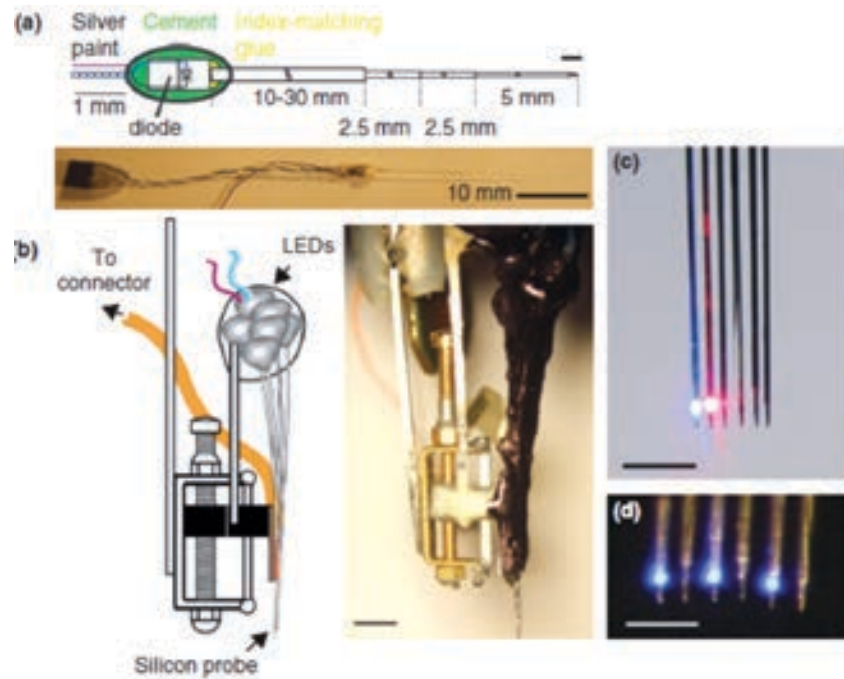 (a)
Silver
paint
Cement
Index-matching
glue
1 mm
diode
10-30 mm
5 mm
2.5 mm
2.5 mm
10 mm
(b)
To
connector
LEDs
Silicon probe
(c)
(d)